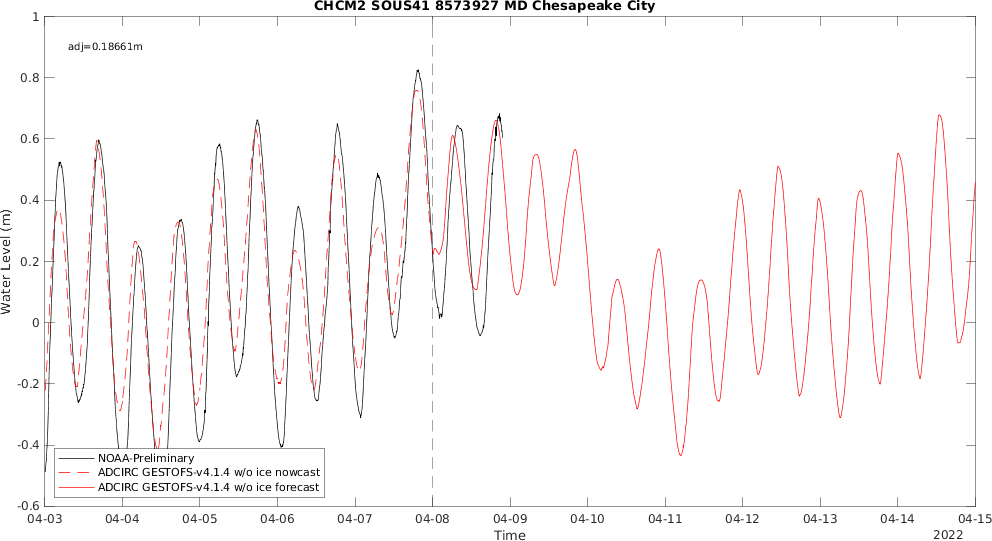 CHCM2 SOUS41 8573927 MD Chesapeake City
adj=0.18661m
Water Level (m)
1
0.8
0.6
0.4
0.2
0
-0.2
-0.4
-0.6
NOAA-Preliminary
ADCIRC GESTOFS-v4.1.4 w/o ice nowcast
ADCIRC GESTOFS-v4.1.4 w/o ice forecast
04-03 04-04 04-05 04-06 04-07 04-08 04-09 04-10 04-11 04-12 04-13 04-14 04-15
Time
2022